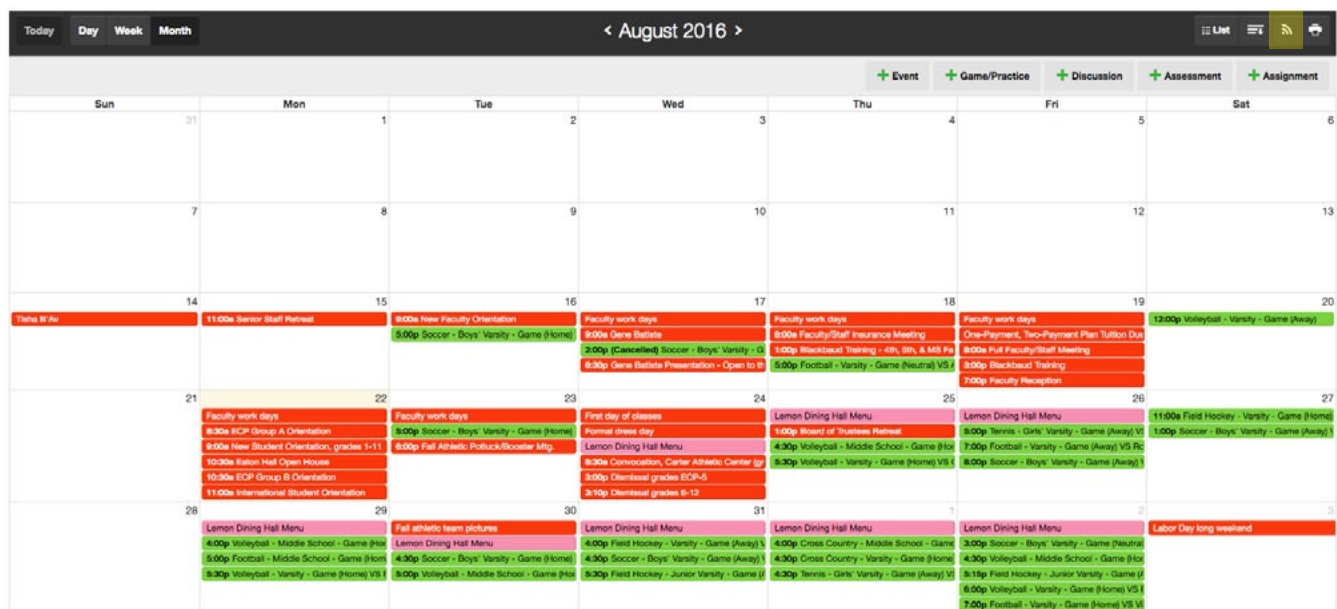 Today Day Week Month < August 2016 > List
+ Event + Game/Practice + Discussion + Assessment + Assignment
Sun Mon Tue Wed Thu Fri Sat
31 1 2 3 4 5 6
7 8 9 10 11 12 13
14 15 16 17 18 19 20
Tisha B'Av
11:00a Senior Staff Retreat
9:00a New Faculty Orientation
5:00p Soccer - Boys' Varsity - Game (Home)
Faculty work days
9:00a Gene Batiste
2:00p (Cancelled) Soccer - Boys' Varsity - G
6:30p Gene Batiste Presentation - Open to th
Faculty work days
8:00a Faculty/Staff Insurance Meeting
1:00p Blackbaud Training - 4th, 5th, & MS Fa
5:00p Football - Varsity - Game (Neutral) VS
Faculty work days
One-Payment, Two-Payment Plan Tuition Due
8:00a Full Faculty/Staff Meeting
3:00p Blackbaud Training
7:00p Faculty Reception
12:00p Volleyball - Varsity - Game (Away)
21 22 23 24 25 26 27
Faculty work days
8:30a ECP Group A Orientation
9:00a New Student Orientation, grades 1-11
10:30a Eaton Hall Open House
10:30a ECP Group B Orientation
11:00a International Student Orientation
Faculty work days
5:00p Soccer - Boys' Varsity - Game (Home)
6:00p Fall Athletic Potluck/Booster Mtg.
First day of classes
Formal dress day
Lemon Dining Hall Menu
8:30a Convocation, Carter Athletic Center (gr
3:00p Dismissal grades ECP-5
3:10p Dismissal grades 6-12
Lemon Dining Hall Menu
1:00p Board of Trustees Retreat
4:30p Volleyball - Middle School - Game (Hor
5:30p Volleyball - Varsity - Game (Home) VS
Lemon Dining Hall Menu
5:00p Tennis - Girls' Varsity - Game (Away) VS
7:00p Football - Varsity - Game (Away) VS Ro
8:00p Soccer - Boys' Varsity - Game (Away)
11:00a Field Hockey - Varsity - Game (Home)
1:00p Soccer - Boys' Varsity - Game (Away)
28 29 30 31 1 2 3
Lemon Dining Hall Menu
4:00p Volleyball - Middle School - Game (Hor
5:00p Football - Middle School - Game (Hom
5:30p Volleyball - Varsity - Game (Home) VS
Fall athletic team pictures
Lemon Dining Hall Menu
4:30p Soccer - Boys' Varsity - Game (Home)
5:00p Volleyball - Middle School - Game (Hor
Lemon Dining Hall Menu
4:00p Field Hockey - Varsity - Game (Away)
4:30p Soccer - Boys' Varsity - Game (Away)
5:30p Field Hockey - Junior Varsity - Game
Lemon Dining Hall Menu
4:00p Cross Country - Middle School - Game
4:30p Tennis - Girls' Varsity - Game (Away) VS
Lemon Dining Hall Menu
3:00p Soccer - Boys' Varsity - Game (Neutral
4:30p Volleyball - Middle School - Game (Hor
5:15p Field Hockey - Junior Varsity - Game
6:00p Volleyball - Varsity - Game (Home) VS
7:00p Football - Varsity - Game (Home) VS Vi
Labor Day long weekend